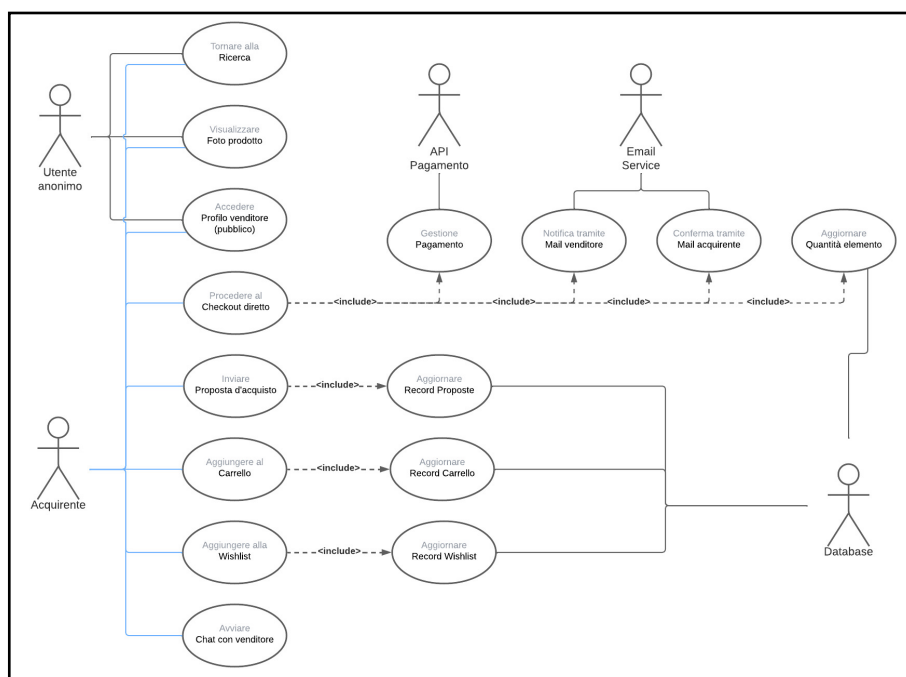 Tornare alla
Ricerca
Visualizzare
Foto prodotto
Utente
anonimo
API
Pagamento
Email
Service
Accedere
Profilo venditore
(pubblico)
Gestione
Pagamento
Notifica tramite
Mail venditore
Conferma tramite
Mail acquirente
Aggiornare
Quantità elemento
Procedere al
Checkout diretto
<include>
<include>
<include>
<include>
Inviare
Proposta d'acquisto
<include>
Aggiornare
Record Proposte
Acquirente
Aggiungere al
Carrello
<include>
Aggiornare
Record Carrello
Database
Aggiungere alla
Wishlist
<include>
Aggiornare
Record Wishlist
Avviare
Chat con venditore